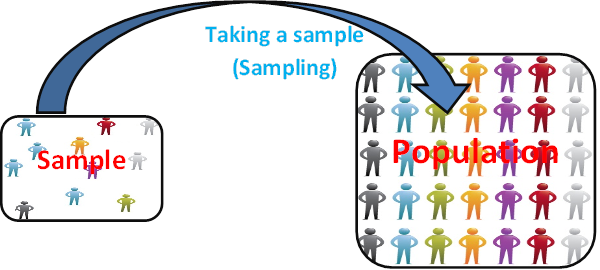 Taking a sample
(Sampling)
Sample
Population